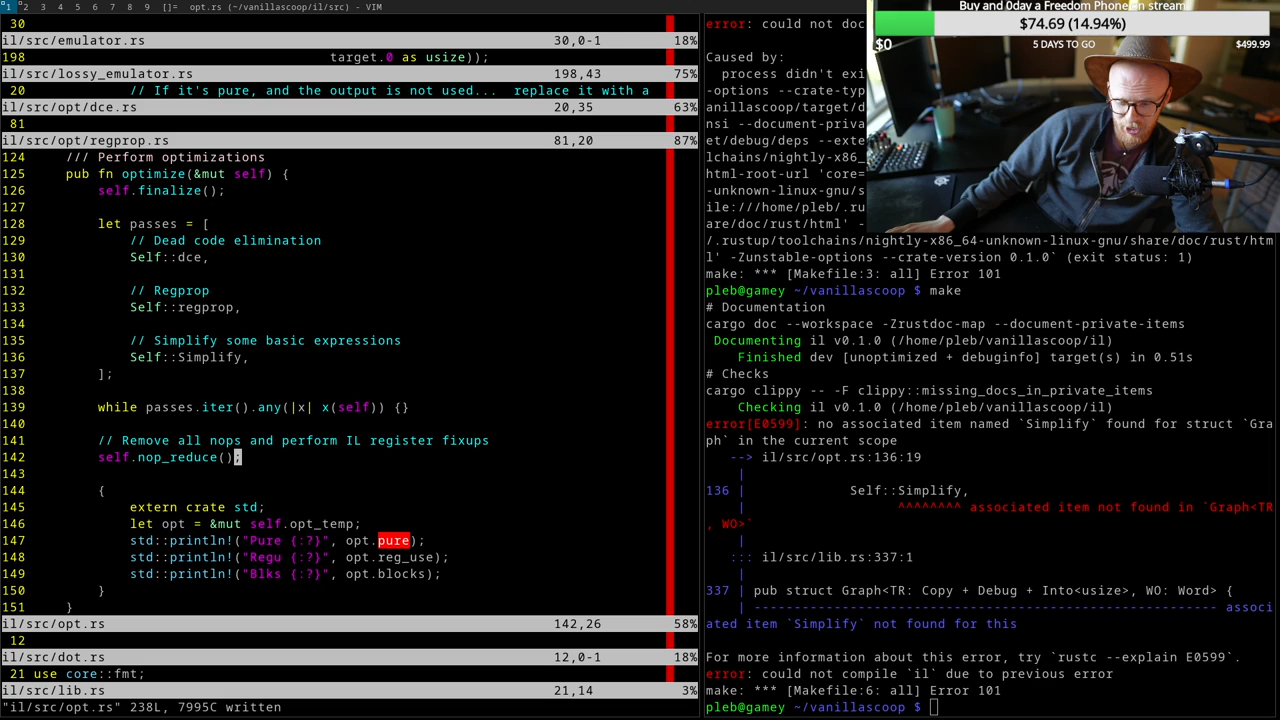 1 2 3 4 5 6 7 8 9 []= opt.rs (~/vanillascoop/il/src) - VIM
30
il/src/emulator.rs 30,0-1 18%
198 target.0 as usize));
il/src/lossy_emulator.rs 198,43 75%
20 // If it's pure, and the output is not used... replace it with a
il/src/opt/dce.rs 20,35 63%
81
il/src/opt/regprop.rs 81,20 87%
124 /// Perform optimizations
125 pub fn optimize(&mut self) {
126 self.finalize();
127
128 let passes = [
129 // Dead code elimination
130 Self::dce,
131
132 // Regprop
133 Self::regprop,
134
135 // Simplify some basic expressions
136 Self::Simplify,
137 ];
138
139 while passes.iter().any(|x| x(self)) {}
140
141 // Remove all nops and perform IL register fixups
142 self.nop_reduce();
143
144 {
145 extern crate std;
146 let opt = &mut self.opt_temp;
147 std::println!("Pure {:?}", opt.pure);
148 std::println!("Regu {:?}", opt.reg_use);
149 std::println!("Blks {:?}", opt.blocks);
150 }
151 }
il/src/opt.rs 142,26 58%
12
il/src/dot.rs 12,0-1 18%
21 use core::fmt;
il/src/lib.rs 21,14 3%
"il/src/opt.rs" 238L, 7995C written
error: could not doc
Caused by:
process didn't exi
-options --crate-typ
anillascoop/target/d
nsi --document-priva
et/debug/deps --exte
lchains/nightly-x86_
html-root-url 'core=
-unknown-linux-gnu/s
ile:///home/pleb/.ru
are/doc/rust/html' -
/.rustup/toolchains/nightly-x86_64-unknown-linux-gnu/share/doc/rust/htm
l' -Zunstable-options --crate-version 0.1.0` (exit status: 1)
make: *** [Makefile:3: all] Error 101
pleb@gamey ~/vanillascoop $ make
# Documentation
cargo doc --workspace -Zrustdoc-map --document-private-items
Documenting il v0.1.0 (/home/pleb/vanillascoop/il)
Finished dev [unoptimized + debuginfo] target(s) in 0.51s
# Checks
cargo clippy -- -F clippy::missing_docs_in_private_items
Checking il v0.1.0 (/home/pleb/vanillascoop/il)
error[E0599]: no associated item named `Simplify` found for struct `Gra
ph` in the current scope
--> il/src/opt.rs:136:19
|
136 | Self::Simplify,
| ^^^^^^^^ associated item not found in `Graph<TR
, WO>`
|
::: il/src/lib.rs:337:1
|
337 | pub struct Graph<TR: Copy + Debug + Into<usize>, WO: Word> {
| ---------------------------------------------------------- associ
ated item `Simplify` not found for this
For more information about this error, try `rustc --explain E0599`.
error: could not compile `il` due to previous error
make: *** [Makefile:6: all] Error 101
pleb@gamey ~/vanillascoop $
Buy and 0day a Freedom Phone in stream
$74.69 (14.94%)
$0 5 DAYS TO GO $499.99